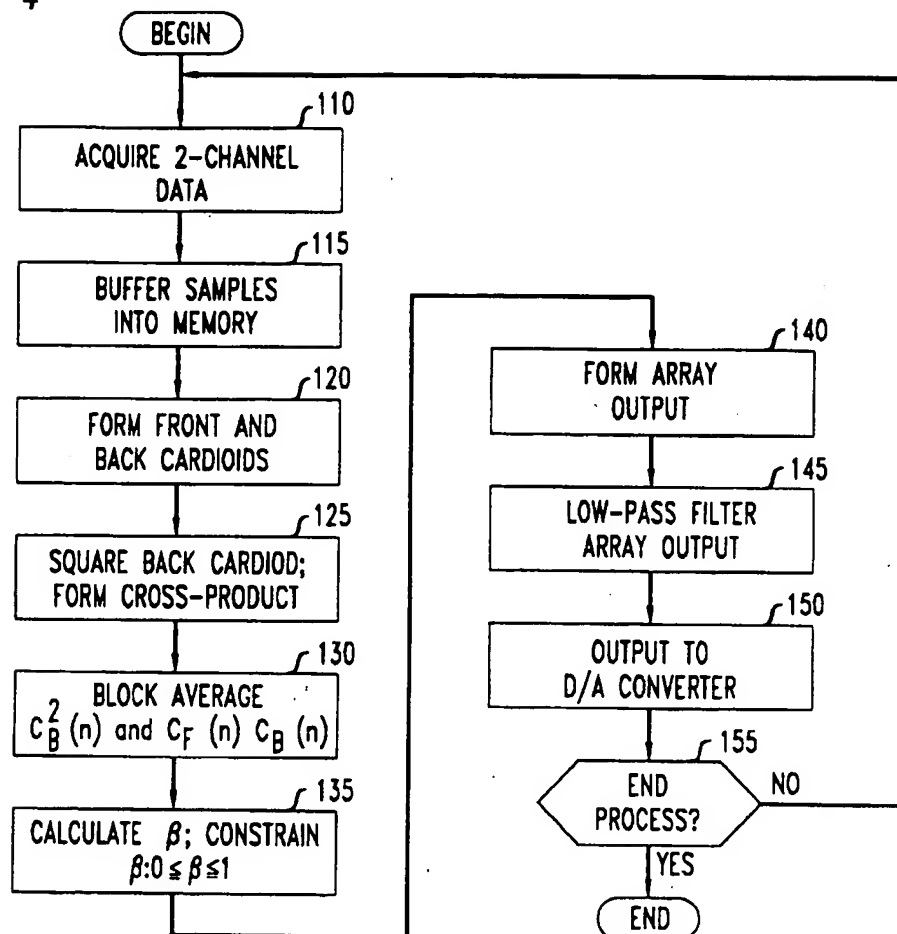 4
BEGIN
110
ACQUIRE 2-CHANNEL
DATA
115
BUFFER SAMPLES
INTO MEMORY
120
FORM FRONT AND
BACK CARDIOIDS
125
SQUARE BACK CARDIOD;
FORM CROSS-PRODUCT
130
BLOCK AVERAGE
C_B^2 (n) and C_F (n) C_B (n)
135
CALCULATE β; CONSTRAIN
β:0≦β≦1
140
FORM ARRAY
OUTPUT
145
LOW-PASS FILTER
ARRAY OUTPUT
150
OUTPUT TO
D/A CONVERTER
155
END
PROCESS?
NO
YES
END